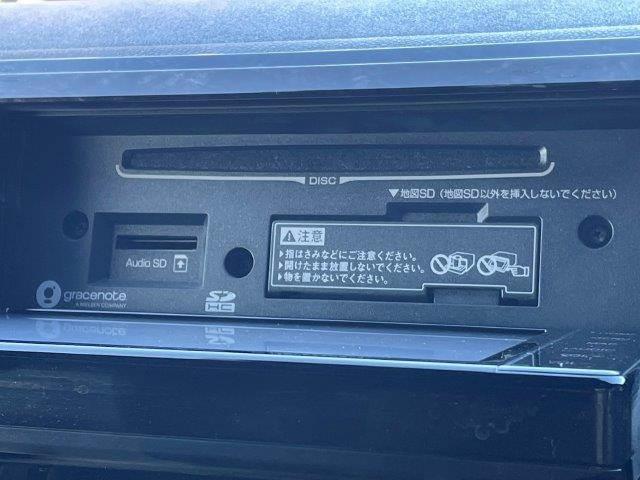 DISC
▼地図SD（地図SD以外を挿入しないでください）
⚠注意
▶指はさみなどにご注意ください。
▶開けたまま放置しないでください。
▶物を置かないでください。
Audio SD
gracenote
A NIELSEN COMPANY
SD
HC